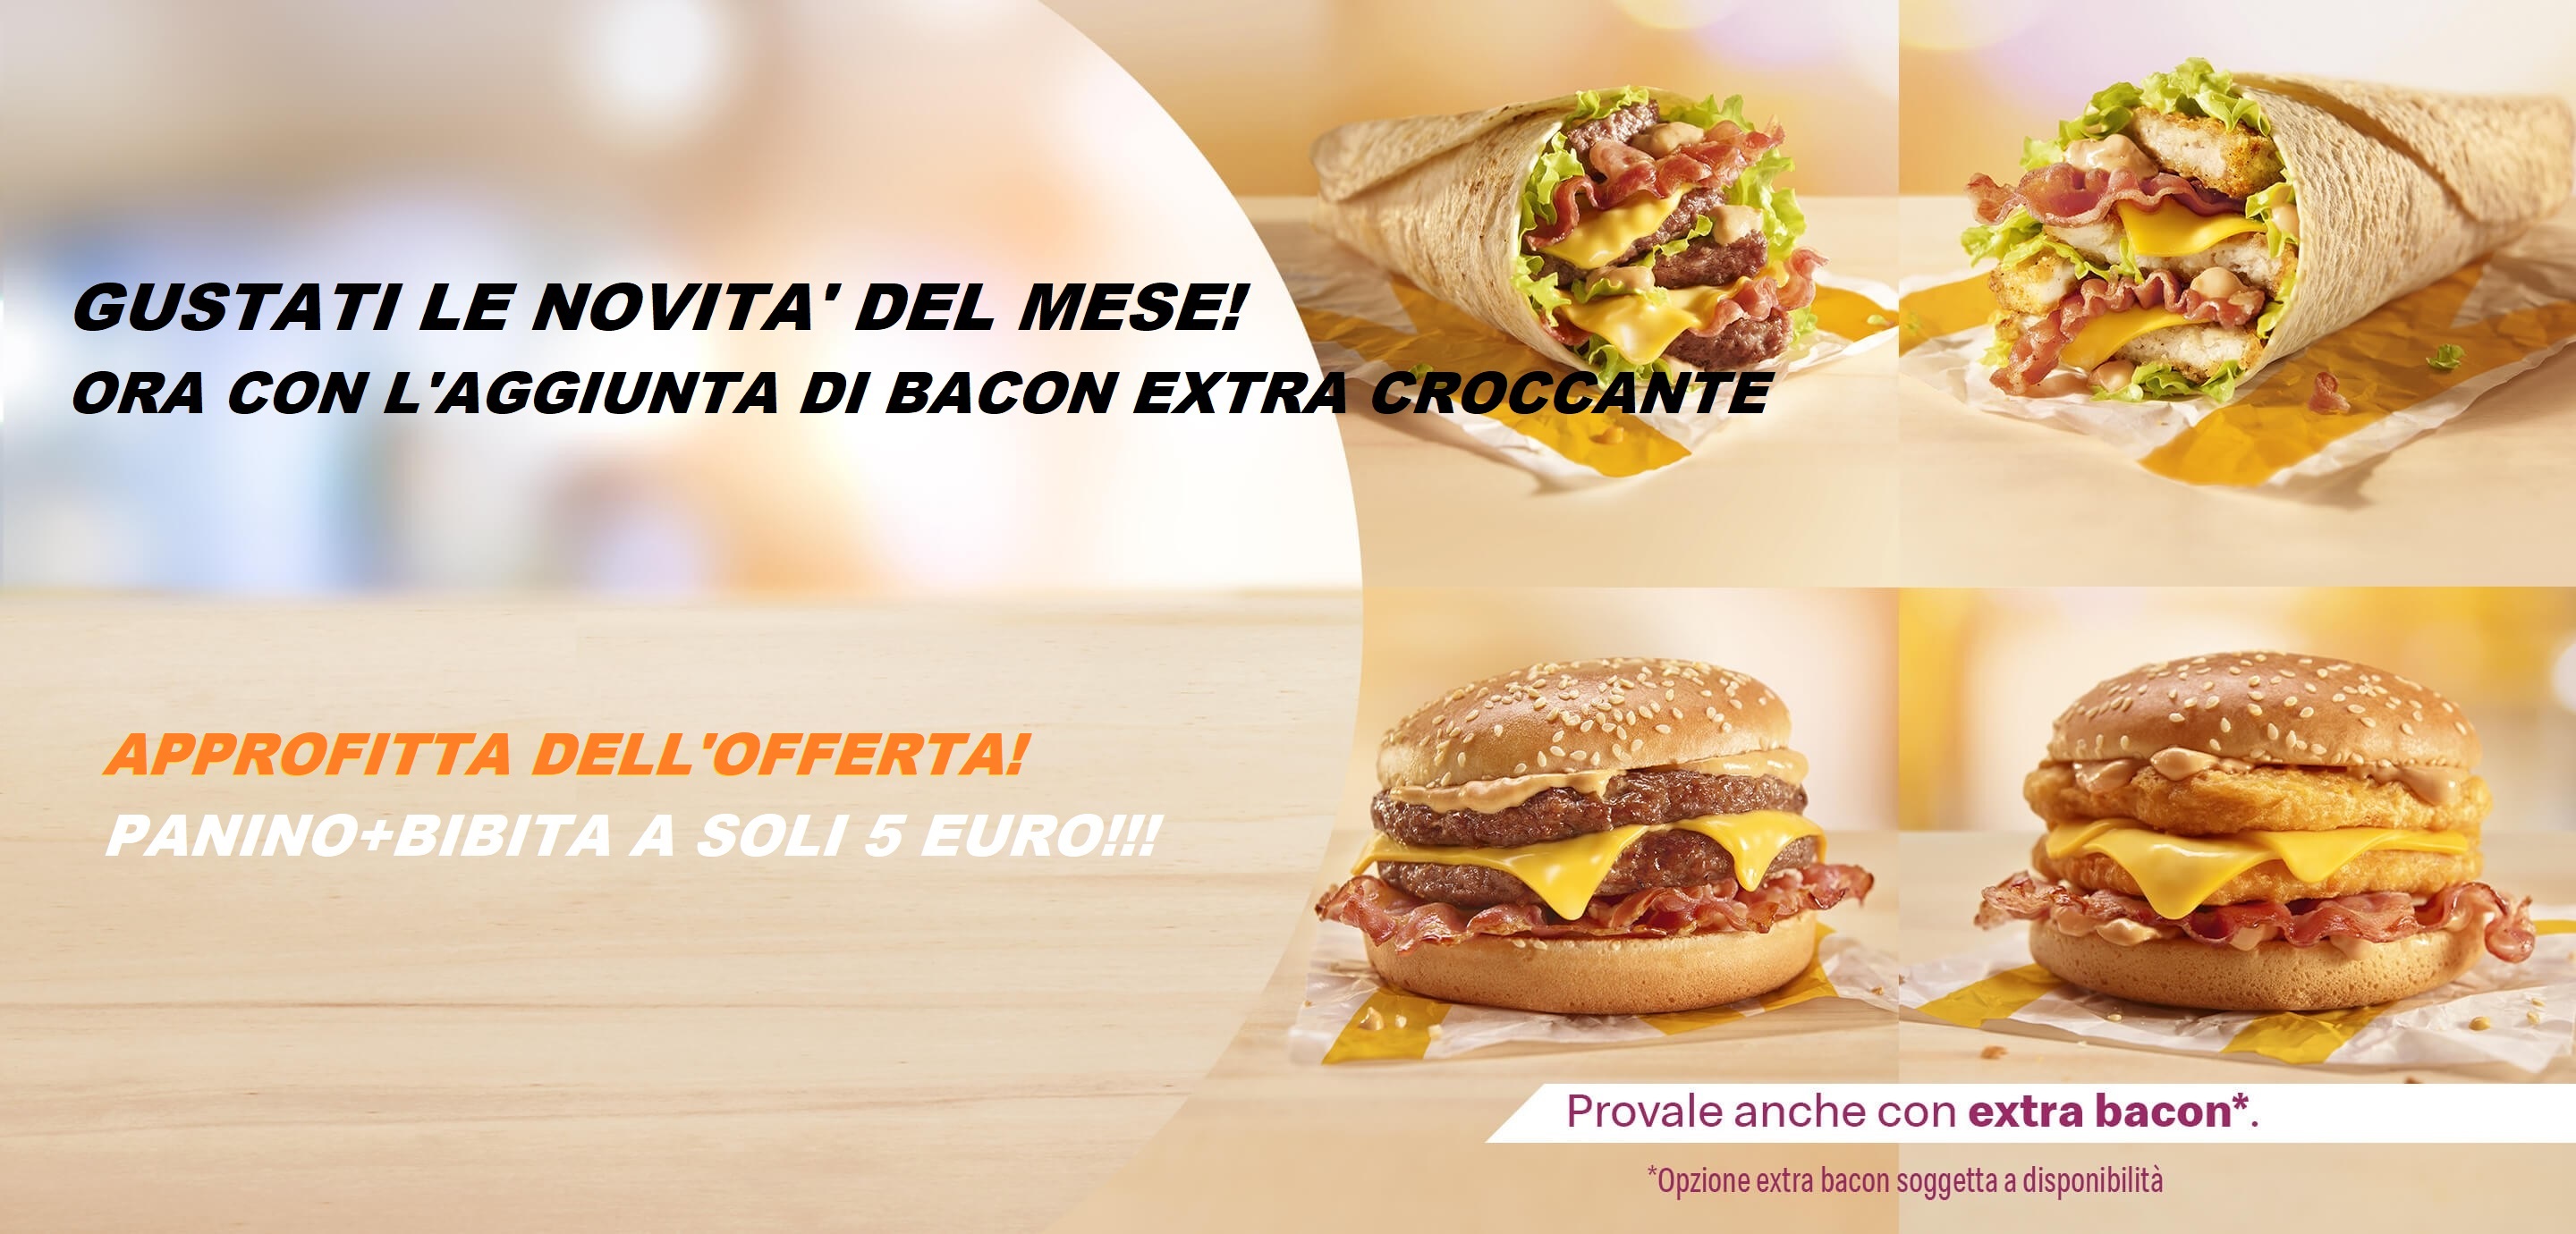 GUSTATI LE NOVITA' DEL MESE!
ORA CON L'AGGIUNTA DI BACON EXTRA CROCCANTE
APPROFITTA DELL'OFFERTA!
PANINO+BIBITA A SOLI 5 EURO!!!
Provale anche con extra bacon*.
*Opzione extra bacon soggetta a disponibilità